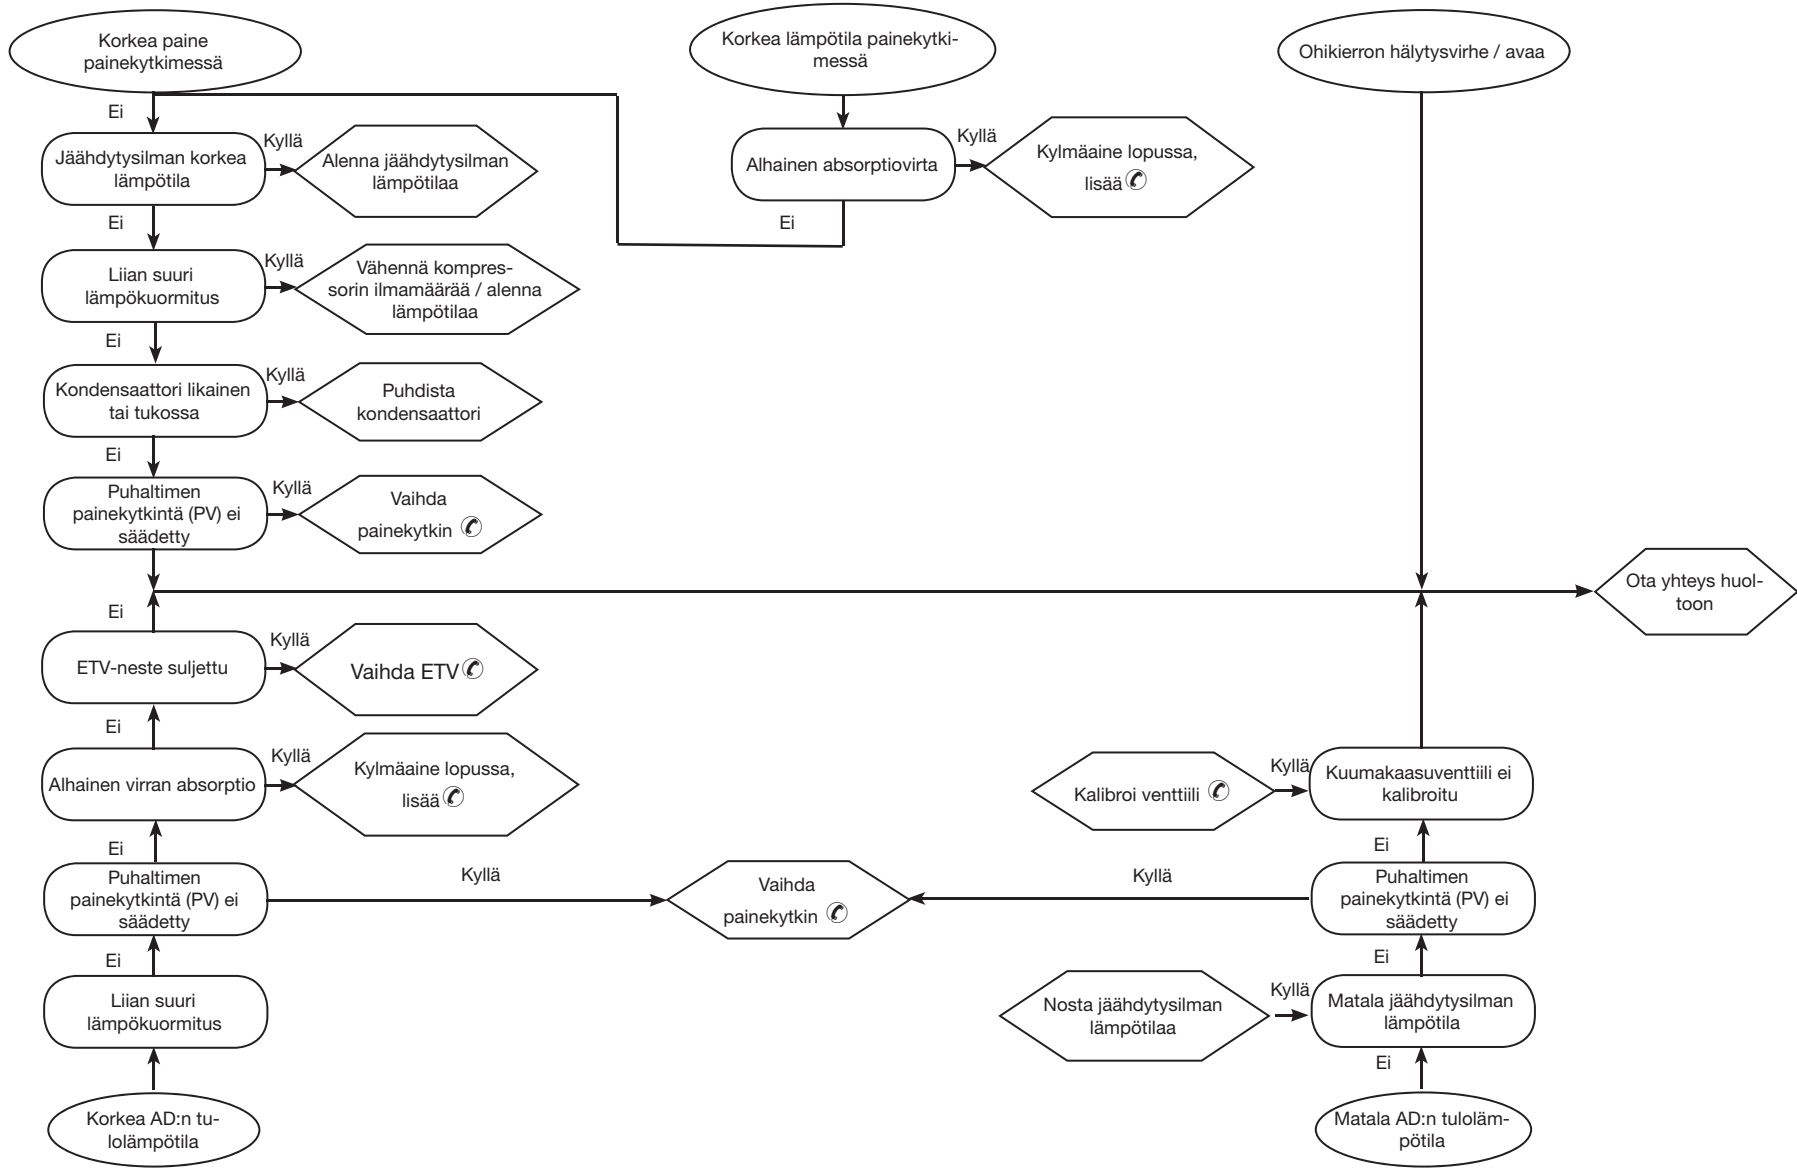 Korkea paine
painekytkimessä
Korkea lämpötila painekytki-
messä
Ohikierron hälytysvirhe / avaa
Ei
Jäähdytysilman korkea
lämpötila
Kyllä
Alenna jäähdytysilman
lämpötilaa
Alhainen absorptiovirta
Kyllä
Kylmäaine lopussa,
lisää
Ei
Ei
Liian suuri
lämpökuormitus
Kyllä
Vähennä kompres-
sorin ilmamäärää / alenna
lämpötilaa
Ei
Kondensaattori likainen
tai tukossa
Kyllä
Puhdista
kondensaattori
Ei
Puhaltimen
painekytkintä (PV) ei
säädetty
Kyllä
Vaihda
painekytkin
Ota yhteys huol-
toon
Ei
ETV-neste suljettu
Kyllä
Vaihda ETV
Ei
Alhainen virran absorptio
Kyllä
Kylmäaine lopussa,
lisää
Kalibroi venttiili
Kyllä
Kuumakaasuventtiili ei
kalibroitu
Ei
Puhaltimen
painekytkintä (PV) ei
säädetty
Kyllä
Vaihda
painekytkin
Kyllä
Ei
Puhaltimen
painekytkintä (PV) ei
säädetty
Ei
Liian suuri
lämpökuormitus
Nosta jäähdytysilman
lämpötilaa
Kyllä
Ei
Matala jäähdytysilman
lämpötila
Ei
Korkea AD:n tu-
lolämpötila
Matala AD:n tuloläm-
pötila